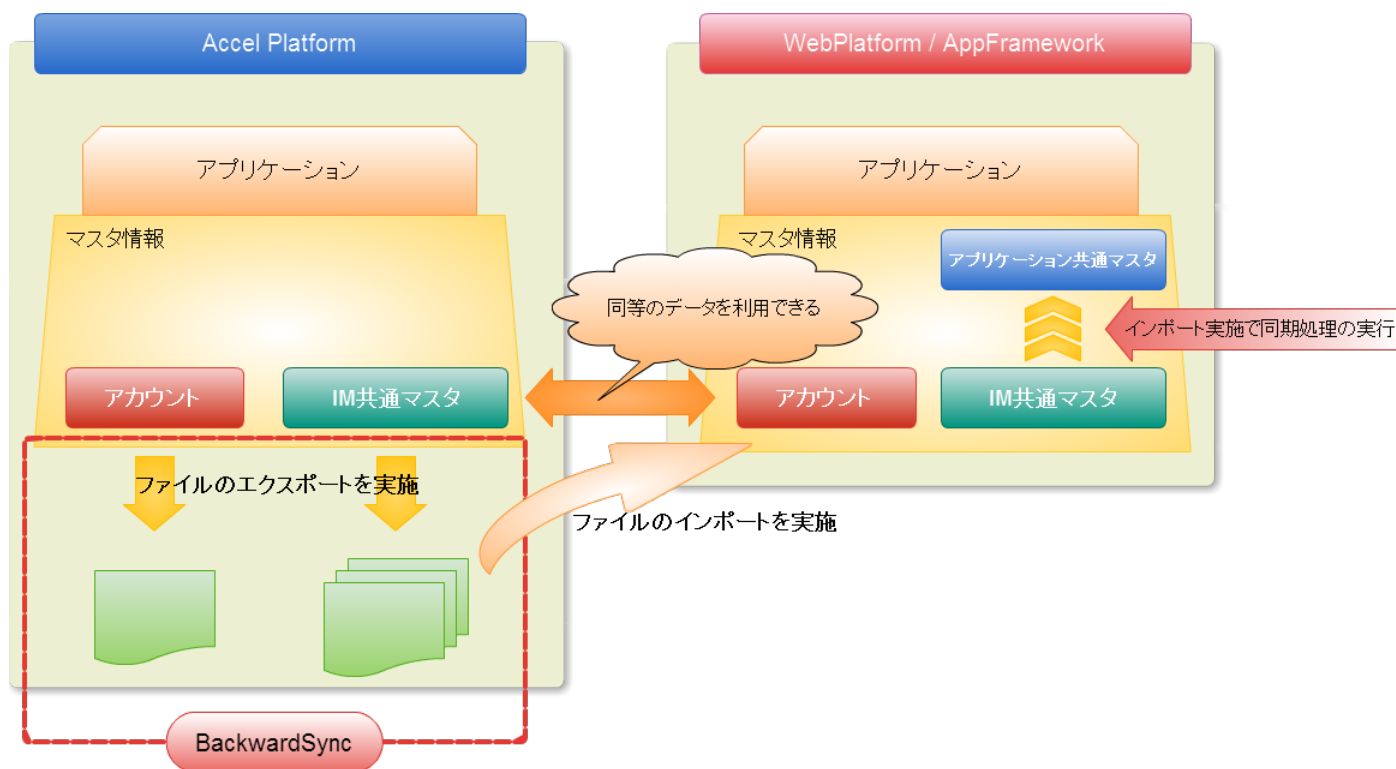 Accel Platform
WebPlatform / AppFramework
アプリケーション
アプリケーション
マスタ情報
マスタ情報
アプリケーション共通マスタ
同等のデータを利用できる
インポート実施で同期処理の実行
アカウント
IM共通マスタ
アカウント
IM共通マスタ
ファイルのエクスポートを実施
ファイルのインポートを実施
BackwardSync